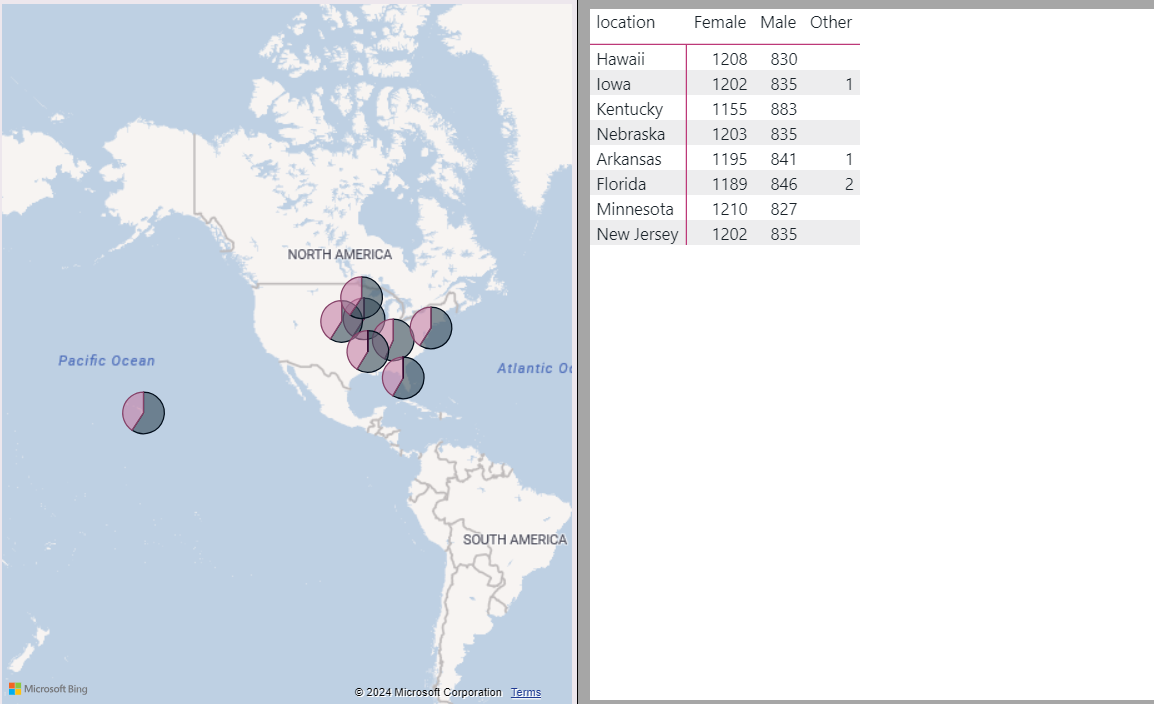 NORTH AMERICA
Pacific Ocean
Atlantic Oc
SOUTH AMERICA
Microsoft Bing
© 2024 Microsoft Corporation Terms
location Female Male Other
Hawaii 1208 830
Iowa 1202 835 1
Kentucky 1155 883
Nebraska 1203 835
Arkansas 1195 841 1
Florida 1189 846 2
Minnesota 1210 827
New Jersey 1202 835